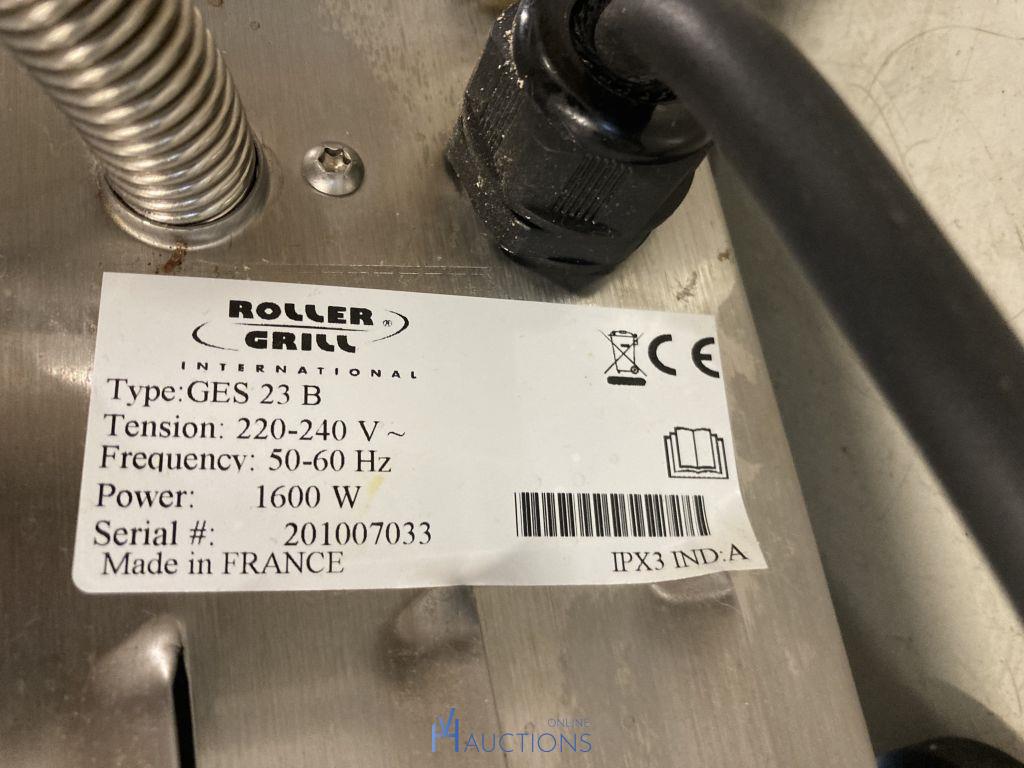 ROLLER ®
GRILL
INTERNATIONAL
Type:GES 23 B
Tension: 220-240 V ~
Frequency: 50-60 Hz
Power: 1600 W
Serial #: 201007033
Made in FRANCE
CE
IPX3 IND:A
V4 ONLINE
AUCTIONS